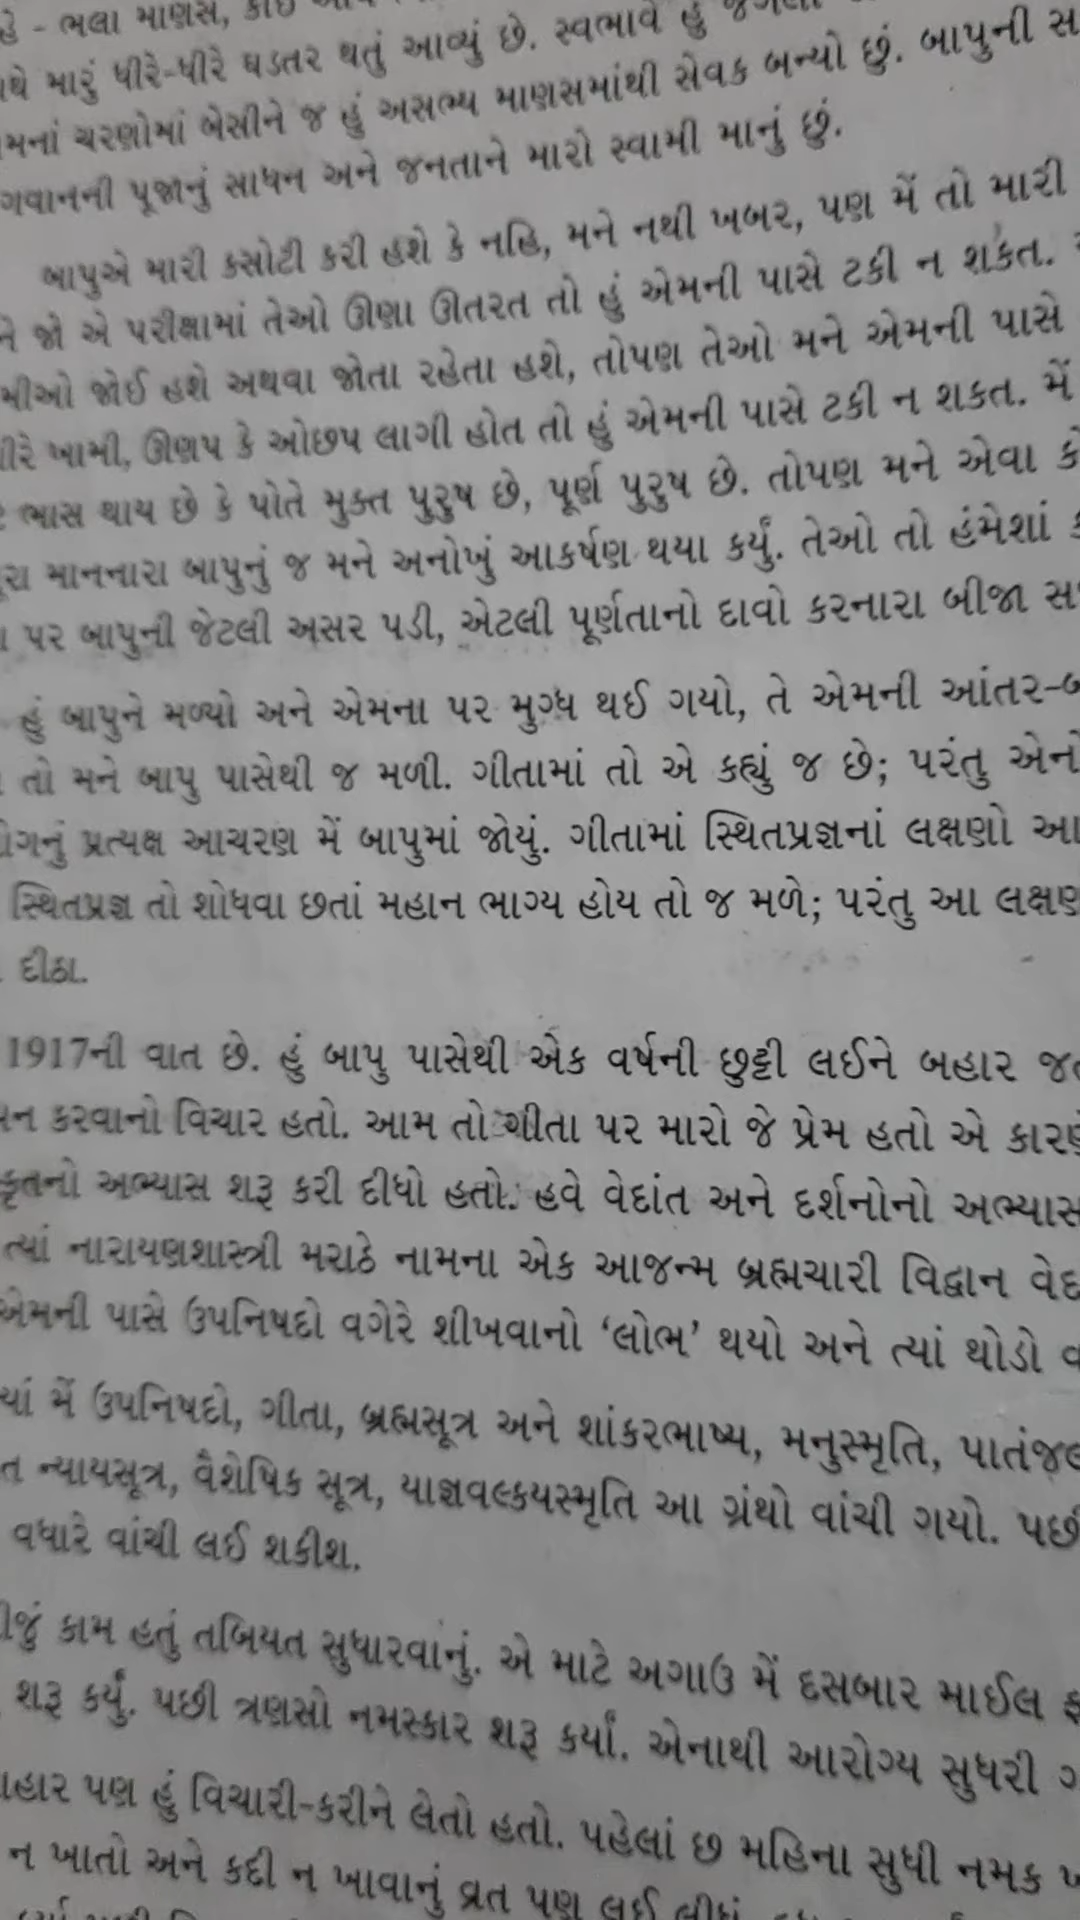 હે - ભલા માણસ, કાંઈ
મારું ધીરે-ધીરે ઘડતર થતું આવ્યું છે. સ્વભાવે હું
ચરણોમાં બેસીને જ હું અસભ્ય માણસમાંથી સેવક બન્યો છું. બાપુની
પૂજાનું સાધન અને જનતાને મારો સ્વામી માનું છું.
બાપુએ મારી કસોટી કરી હશે કે નહિ, મને નથી ખબર, પણ મેં તો મારી
જો એ પરીક્ષામાં તેઓ ઊણા ઊતરત તો હું એમની પાસે ટકી ન શકત.
જોઈ હશે અથવા જોતા રહેતા હશે, તોપણ તેઓ મને એમની પાસે
ખામી, ઊણપ કે ઓછપ લાગી હોત તો હું એમની પાસે ટકી ન શકત. મેં
ભાસ થાય છે કે પોતે મુક્ત પુરુષ છે, પૂર્ણ પુરુષ છે. તોપણ મને એવા
માનનારા બાપુનું જ મને અનોખું આકર્ષણ થયા કર્યું. તેઓ તો હંમેશાં
પર બાપુની જેટલી અસર પડી, એટલી પૂર્ણતાનો દાવો કરનારા બીજા
હું બાપુને મળ્યો અને એમના પર મુગ્ધ થઈ ગયો, તે એમની આંતર-
તો મને બાપુ પાસેથી જ મળી. ગીતામાં તો એ કહ્યું જ છે; પરંતુ
પ્રત્યક્ષ આચરણ મેં બાપુમાં જોયું. ગીતામાં સ્થિતપ્રજ્ઞનાં લક્ષણો
સ્થિતપ્રજ્ઞ તો શોધવા છતાં મહાન ભાગ્ય હોય તો જ મળે; પરંતુ આ
દીઠા.
1917ની વાત છે. હું બાપુ પાસેથી એક વર્ષની છુટ્ટી લઈને બહાર
કરવાનો વિચાર હતો. આમ તો ગીતા પર મારો જે પ્રેમ હતો એ
અભ્યાસ શરૂ કરી દીધો હતો. હવે વેદાંત અને દર્શનોનો
ત્યાં નારાયણશાસ્ત્રી મરાઠે નામના એક આજન્મ બ્રહ્મચારી વિદ્વાન
એમની પાસે ઉપનિષદો વગેરે શીખવાનો ‘લોભ’ થયો અને ત્યાં થોડો
મેં ઉપનિષદો, ગીતા, બ્રહ્મસૂત્ર અને શાંકરભાષ્ય, મનુસ્મૃતિ,
ન્યાયસૂત્ર, વૈશેષિક સૂત્ર, યાજ્ઞવલ્કયસ્મૃતિ આ ગ્રંથો વાંચી ગયો.
વધારે વાંચી લઈ શકીશ.
કામ હતું તબિયત સુધારવાનું. એ માટે અગાઉ મેં દસબાર માઈલ
શરૂ કર્યું. પછી ત્રણસો નમસ્કાર શરૂ કર્યાં. એનાથી આરોગ્ય સુધરી
પણ હું વિચારી-કરીને લેતો હતો. પહેલાં છ મહિના સુધી નમક
ન ખાતો અને કદી ન ખાવાનું વ્રત પણ લઈ લીધું.